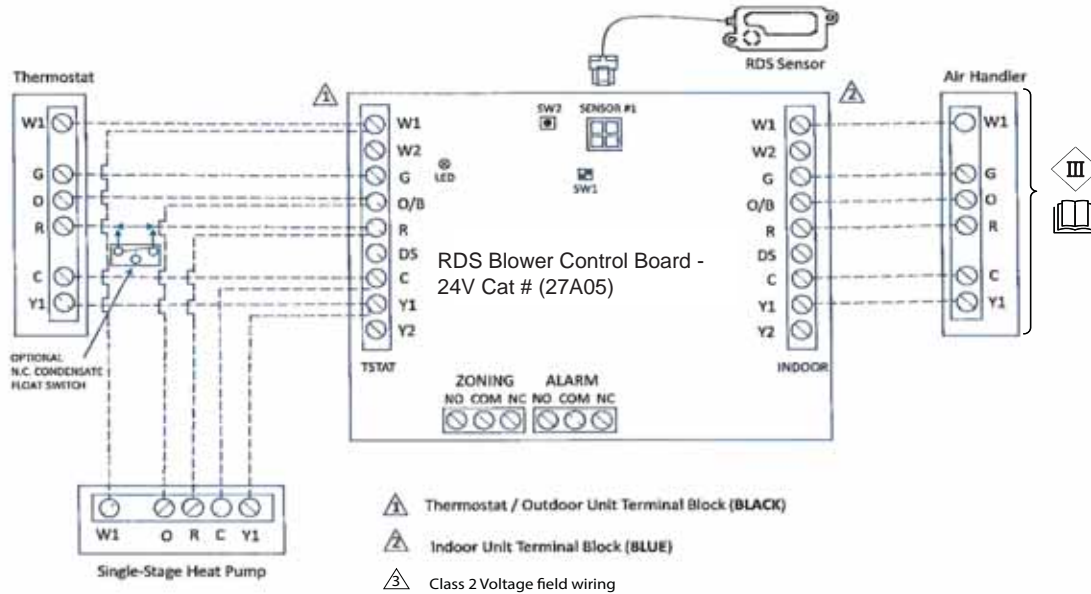 RDS Sensor
Thermostat
W1
G
O
R
C
Y1
OPTIONAL
N.C. CONDENSATE
FLOAT SWITCH
1
W1
W2
G
O/B
R
DS
C
Y1
Y2
TSTAT
SW2
SENSOR #1
LED
SW1
RDS Blower Control Board -
24V Cat # (27A05)
ZONING
NO COM NC
ALARM
NO COM NC
2
W1
W2
G
O/B
R
DS
C
Y1
Y2
INDOOR
Air Handler
W1
G
O
R
C
Y1
III
W1 O R C Y1
Single-Stage Heat Pump
1 Thermostat / Outdoor Unit Terminal Block (BLACK)
2 Indoor Unit Terminal Block (BLUE)
3 Class 2 Voltage field wiring